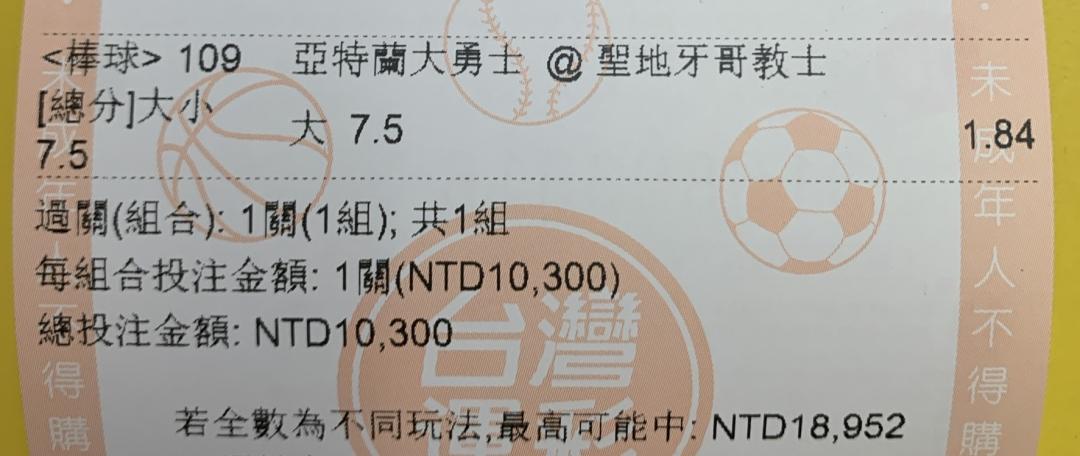 <棒球> 109 亞特蘭大勇士 @ 聖地牙哥教士
[總分]大小
7.5
大 7.5
1.84
過關(組合): 1關(1組); 共1組
每組合投注金額: 1關(NTD10,300)
總投注金額: NTD10,300
若全數為不同玩法,最高可能中: NTD18,952
台灣
運彩
未成年人不得購
未成年人不得購